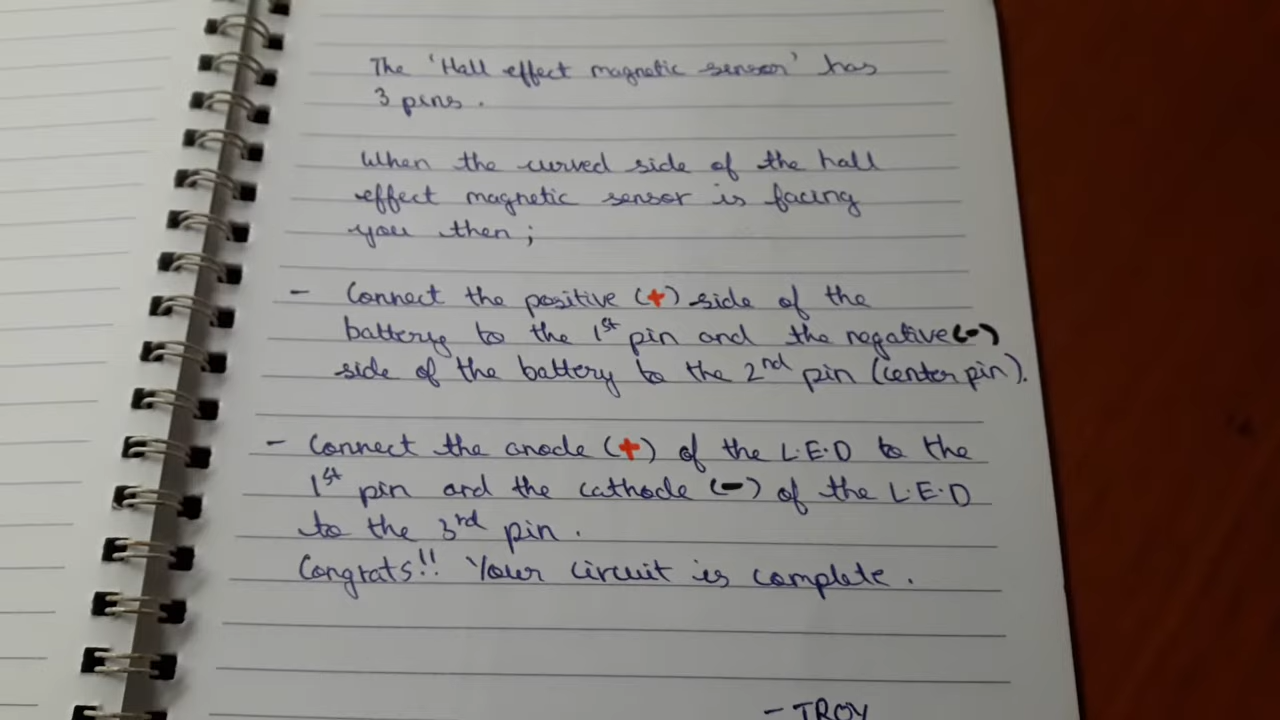 The 'Hall effect magnetic sensor' has
3 pins.
When the curved side of the hall
effect magnetic sensor is facing
you then;
- Connect the positive (+) side of the
battery to the 1st pin and the negative (-)
side of the battery to the 2nd pin (center pin).
- Connect the anode (+) of the L.E.D to the
1st pin and the cathode (-) of the L.E.D
to the 3rd pin.
Congrats!! Your circuit is complete.
- TROY